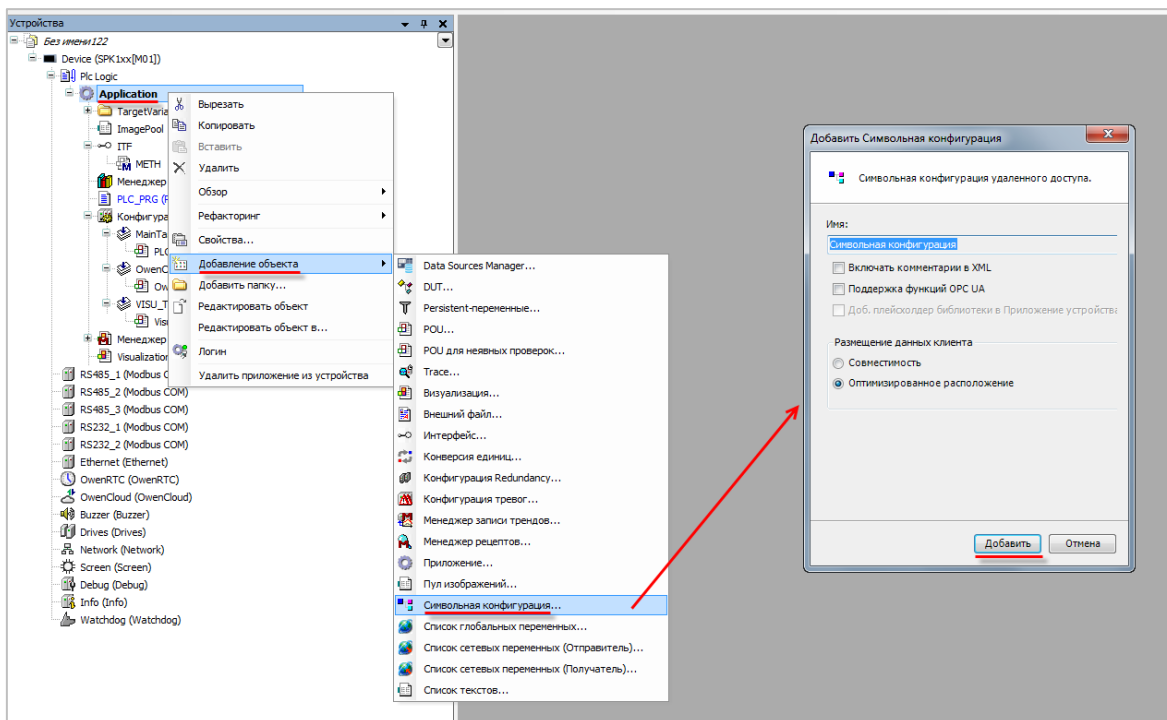 Устройства
Без имени122
Device (SPK1xx[M01])
Plc Logic
Application
TargetVaria
ImagePool
ITF
METH
Менеджер
PLC_PRG (P
Конфигура
MainTa
PLC
OwenC
Ow
VISU_T
Visu
Менеджер
Visualization
RS485_1 (Modbus C
RS485_2 (Modbus COM)
RS485_3 (Modbus COM)
RS232_1 (Modbus COM)
RS232_2 (Modbus COM)
Ethernet (Ethernet)
OwenRTC (OwenRTC)
OwenCloud (OwenCloud)
Buzzer (Buzzer)
Drives (Drives)
Network (Network)
Screen (Screen)
Debug (Debug)
Info (Info)
Watchdog (Watchdog)
Вырезать
Копировать
Вставить
Удалить
Обзор
Рефакторинг
Свойства...
Добавление объекта
Добавить папку...
Редактировать объект
Редактировать объект в...
Логин
Удалить приложение из устройства
Data Sources Manager...
DUT...
Persistent-переменные...
POU...
POU для неявных проверок...
Trace...
Визуализация...
Внешний файл...
Интерфейс...
Конверсия единиц...
Конфигурация Redundancy...
Конфигурация тревог...
Менеджер записи трендов...
Менеджер рецептов...
Приложение...
Пул изображений...
Символьная конфигурация...
Список глобальных переменных...
Список сетевых переменных (Отправитель)...
Список сетевых переменных (Получатель)...
Список текстов...
Добавить Символьная конфигурация
Символьная конфигурация удаленного доступа.
Имя:
Символьная конфигурация
Включать комментарии в XML
Поддержка функций OPC UA
Доб. плейсхолдер библиотеки в Приложение устройства
Размещение данных клиента
Совместимость
Оптимизированное расположение
Добавить
Отмена